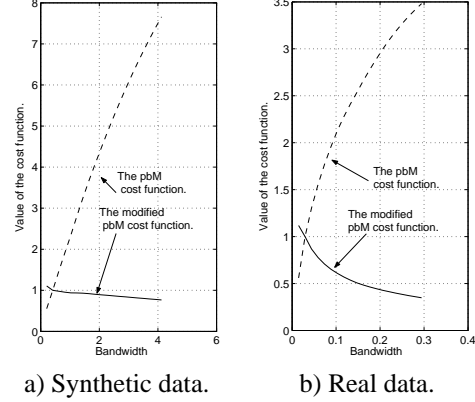 8
7
6
5
4
3
2
1
0
0 2 4 6
Value of the cost function.
Bandwidth
The pbM
cost function.
The modified
pbM cost function.
a) Synthetic data.
3.5
3
2.5
2
1.5
1
0.5
0
0 0.1 0.2 0.3 0.4
Value of the cost function.
Bandwidth
The pbM
cost function.
The modified
pbM cost function.
b) Real data.